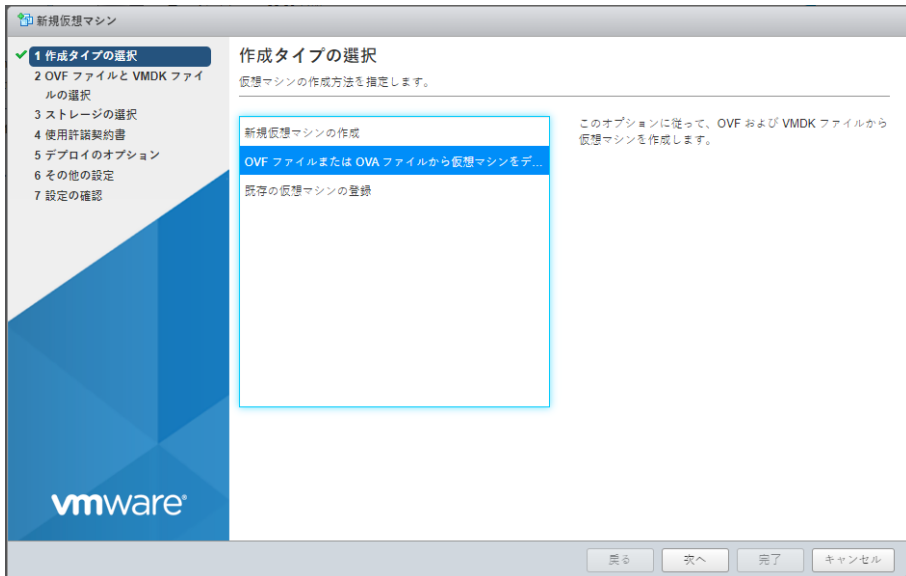 新規仮想マシン
1 作成タイプの選択
2 OVF ファイルと VMDK ファイ
ルの選択
3 ストレージの選択
4 使用許諾契約書
5 デプロイのオプション
6 その他の設定
7 設定の確認
vmware®
作成タイプの選択
仮想マシンの作成方法を指定します。
新規仮想マシンの作成
OVF ファイルまたは OVA ファイルから仮想マシンをデ...
既存の仮想マシンの登録
このオプションに従って、OVF および VMDK ファイルから
仮想マシンを作成します。
戻る
次へ
完了
キャンセル